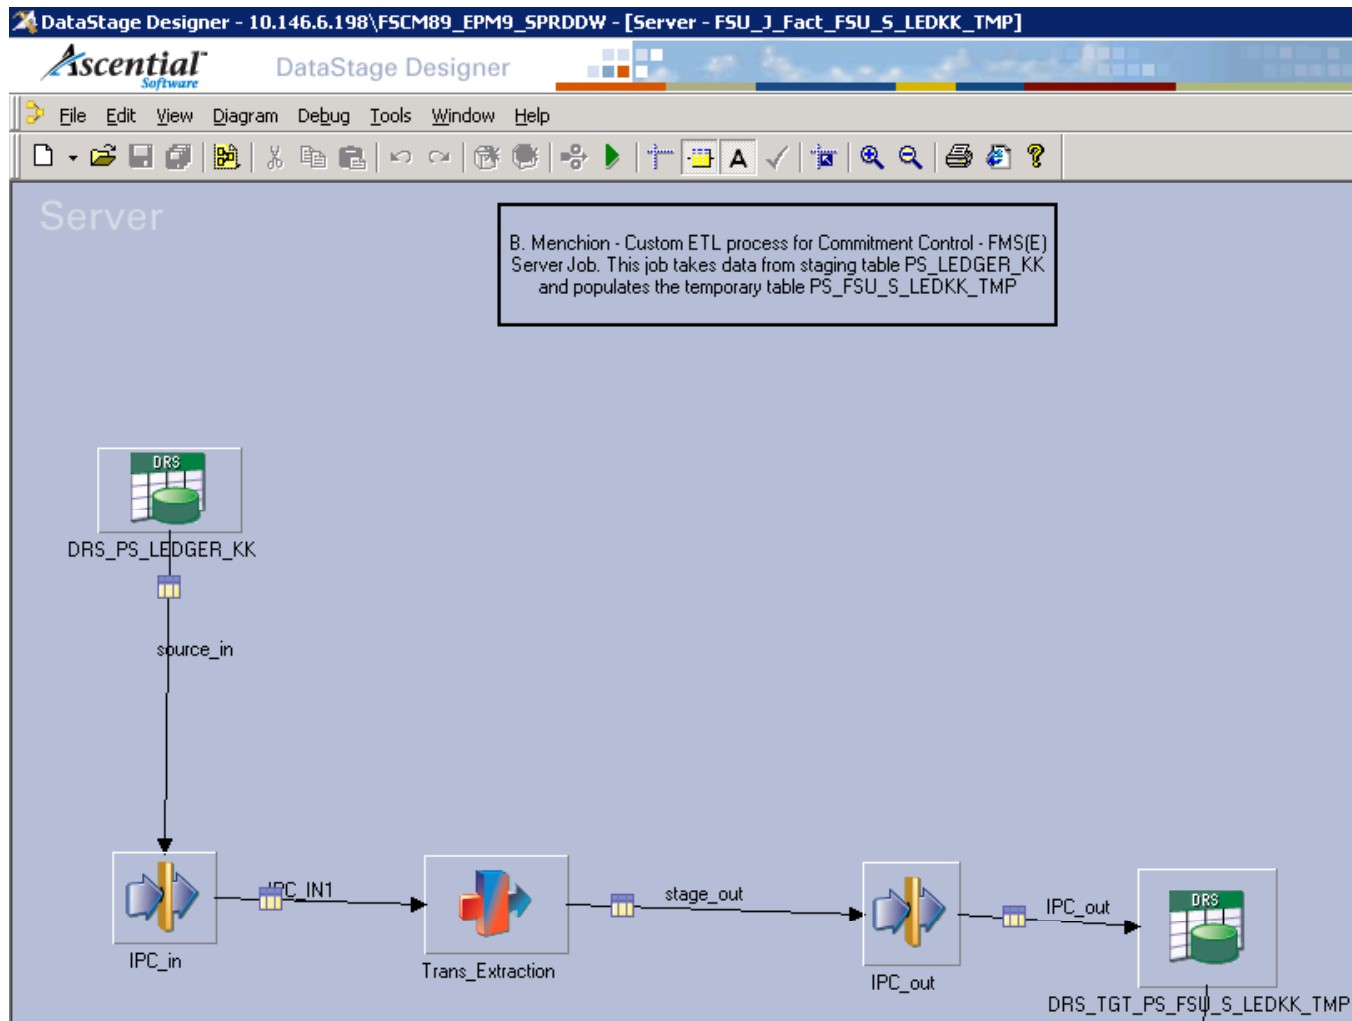 DataStage Designer - 10.146.6.198\FSCM89_EPM9_SPRDDW - [Server - FSU_J_Fact_FSU_S_LEDKK_TMP]
Ascential™ DataStage Designer
Software
File Edit View Diagram Debug Tools Window Help
A
Server
B. Menchion - Custom ETL process for Commitment Control - FMS(E)
Server Job. This job takes data from staging table PS_LEDGER_KK
and populates the temporary table PS_FSU_S_LEDKK_TMP
DRS
DRS_PS_LEDGER_KK
source_in
IPC_IN1
stage_out
IPC_out
DRS
IPC_in
Trans_Extraction
IPC_out
DRS_TGT_PS_FSU_S_LEDKK_TMP